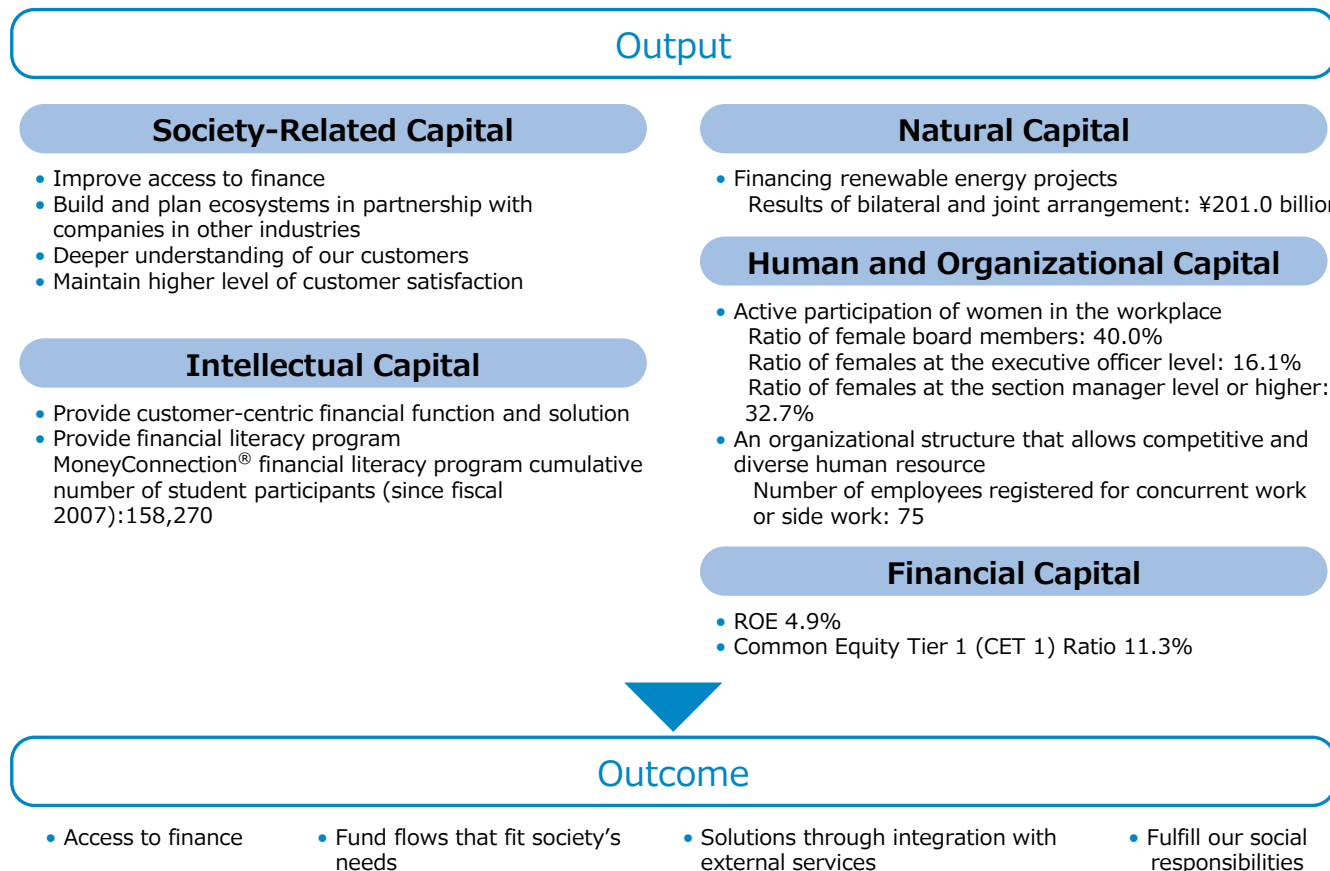 Output
Society-Related Capital
• Improve access to finance
• Build and plan ecosystems in partnership with
companies in other industries
• Deeper understanding of our customers
• Maintain higher level of customer satisfaction
Intellectual Capital
• Provide customer-centric financial function and solution
• Provide financial literacy program
MoneyConnection® financial literacy program cumulative
number of student participants (since fiscal
2007):158,270
Natural Capital
• Financing renewable energy projects
Results of bilateral and joint arrangement: ¥201.0 billion
Human and Organizational Capital
• Active participation of women in the workplace
Ratio of female board members: 40.0%
Ratio of females at the executive officer level: 16.1%
Ratio of females at the section manager level or higher:
32.7%
• An organizational structure that allows competitive and
diverse human resource
Number of employees registered for concurrent work
or side work: 75
Financial Capital
• ROE 4.9%
• Common Equity Tier 1 (CET 1) Ratio 11.3%
Outcome
• Access to finance
• Fund flows that fit society’s
needs
• Solutions through integration with
external services
• Fulfill our social
responsibilities